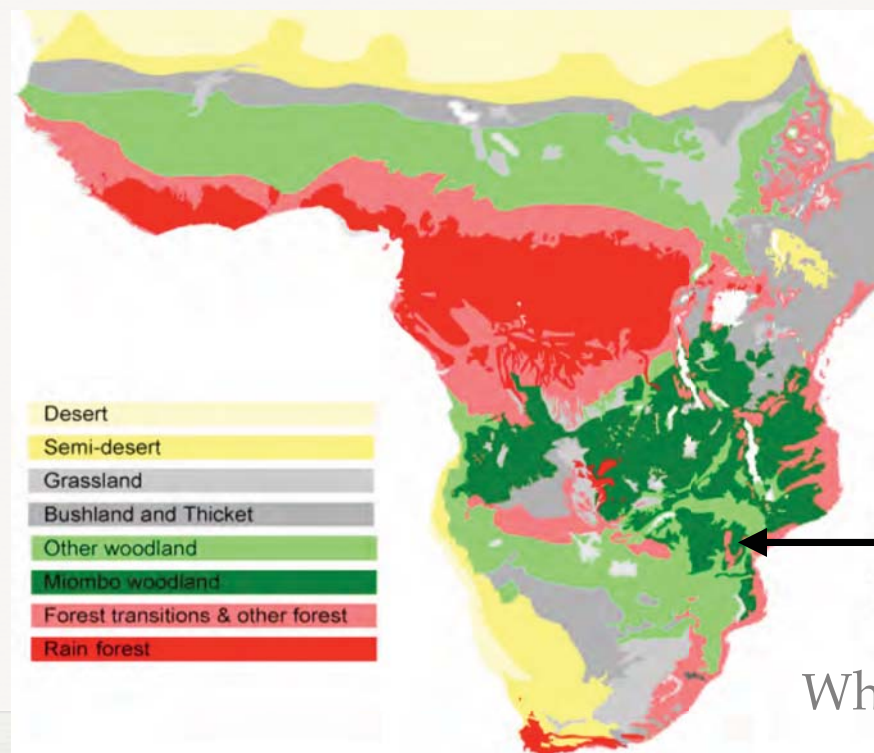 Desert
Semi-desert
Grassland
Bushland and Thicket
Other woodland
Miombo woodland
Forest transitions & other forest
Rain forest